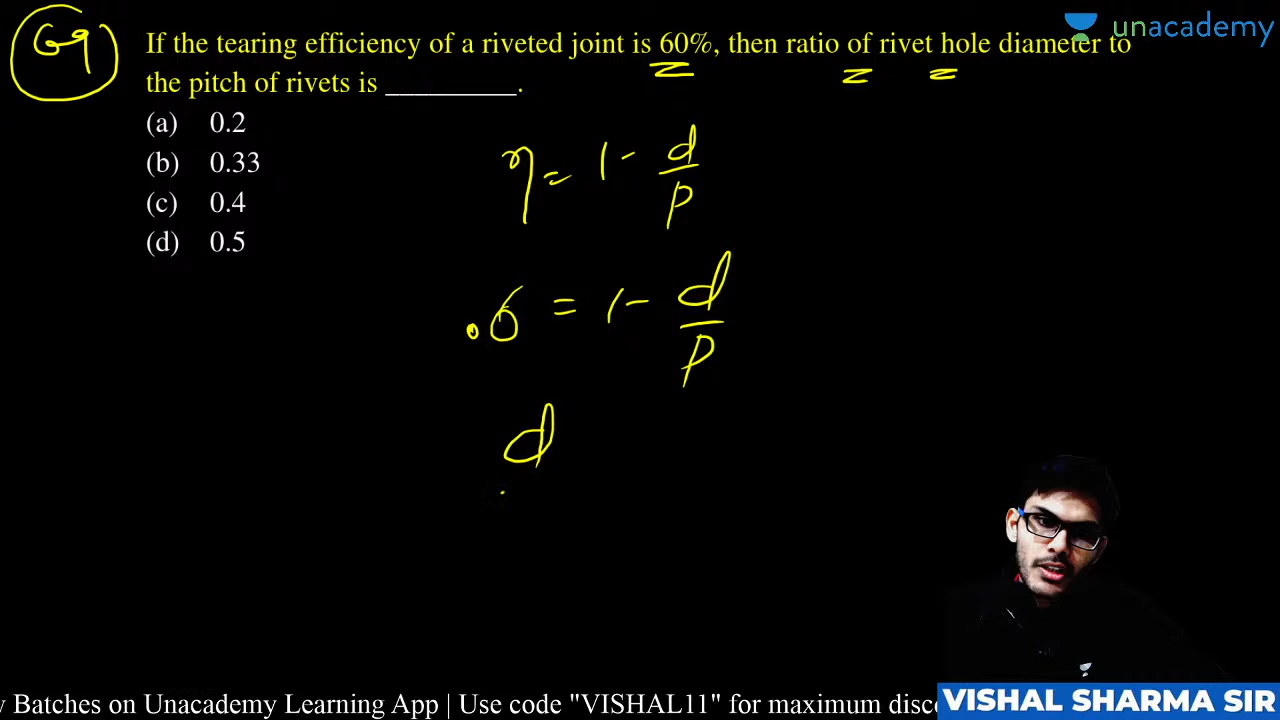 G9
unacademy
If the tearing efficiency of a riveted joint is 60%, then ratio of rivet hole diameter to
the pitch of rivets is _________.
(a) 0.2
(b) 0.33
(c) 0.4
(d) 0.5
η = 1 - d/p
.6 = 1 - d/p
d
y Batches on Unacademy Learning App | Use code "VISHAL11" for maximum disc
VISHAL SHARMA SIR